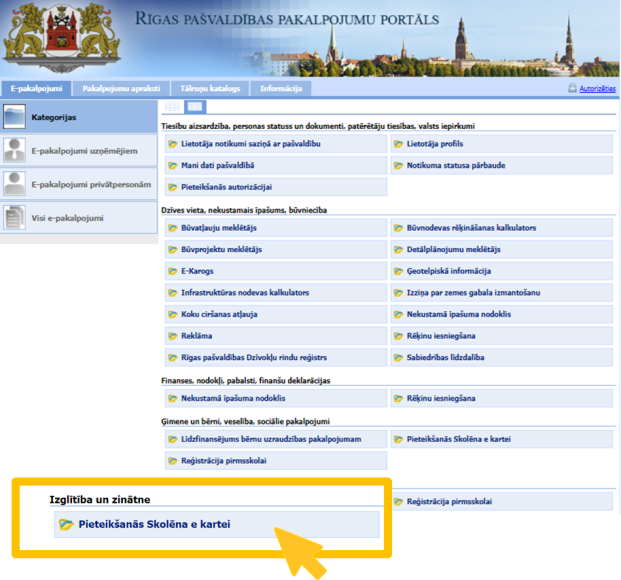 RĪGAS PAŠVALDĪBAS PAKALPOJUMU PORTĀLS
E-pakalpojumi Pakalpojumu apraksti Tālruņu katalogs Informācija Autorizēties
Kategorijas
E-pakalpojumi uzņēmējiem
E-pakalpojumi privātpersonām
Visi e-pakalpojumi
Tiesību aizsardzība, personas statuss un dokumenti, patērētāju tiesības, valsts iepirkumi
Lietotāja notikumi saziņā ar pašvaldību Lietotāja profils
Mani dati pašvaldībā Notikuma statusa pārbaude
Pieteikšanās autorizācijai
Dzīves vieta, nekustamais īpašums, būvniecība
Būvatļauju meklētājs Būvnodevas rēķināšanas kalkulators
Būvprojektu meklētājs Detālplānojumu meklētājs
E-Karogs Ģeotelpiskā informācija
Infrastruktūras nodevas kalkulators Izziņa par zemes gabala izmantošanu
Koku ciršanas atļauja Nekustamā īpašuma nodoklis
Reklāma Rēķinu iesniegšana
Rīgas pašvaldības Dzīvokļu rindu reģistrs Sabiedrības līdzdalība
Finanses, nodokļi, pabalsti, finanšu deklarācijas
Nekustamā īpašuma nodoklis Rēķinu iesniegšana
Ģimene un bērni, veselība, sociālie pakalpojumi
Līdzfinansējums bērnu uzraudzības pakalpojumam Pieteikšanās Skolēna e kartei
Reģistrācija pirmsskolai
Izglītība un zinātne
Pieteikšanās Skolēna e kartei Reģistrācija pirmsskolai